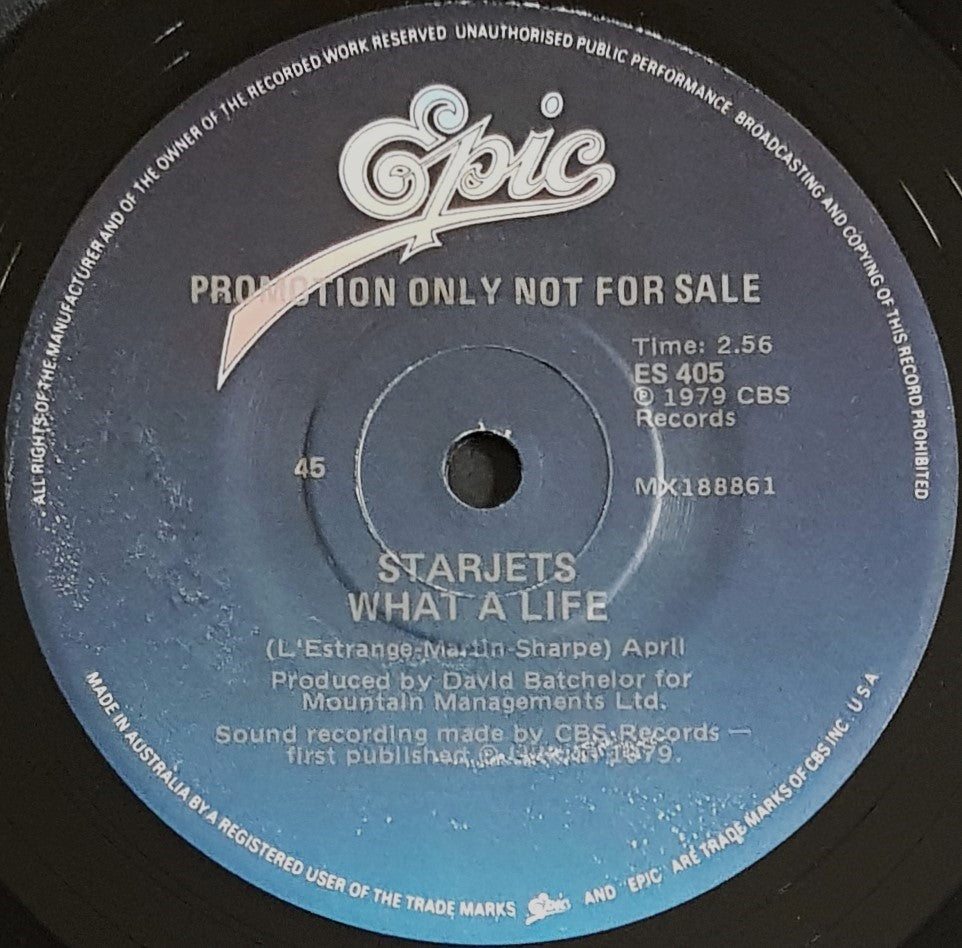 ALL RIGHTS OF THE MANUFACTURER AND OF THE OWNER OF THE RECORDED WORK RESERVED UNAUTHORISED PUBLIC PERFORMANCE BROADCASTING AND COPYING OF THIS RECORD PROHIBITED
Epic
PROMOTION ONLY NOT FOR SALE
Time: 2.56
ES 405
℗ 1979 CBS
Records
45
MX188861
STARJETS
WHAT A LIFE
(L'Estrange-Martin-Sharpe) April
Produced by David Batchelor for
Mountain Managements Ltd.
Sound recording made by CBS Records —
first published ℗ 1979.
MADE IN AUSTRALIA BY A REGISTERED USER OF THE TRADE MARKS Epic AND "EPIC" ARE TRADE MARKS OF CBS INC. U S A